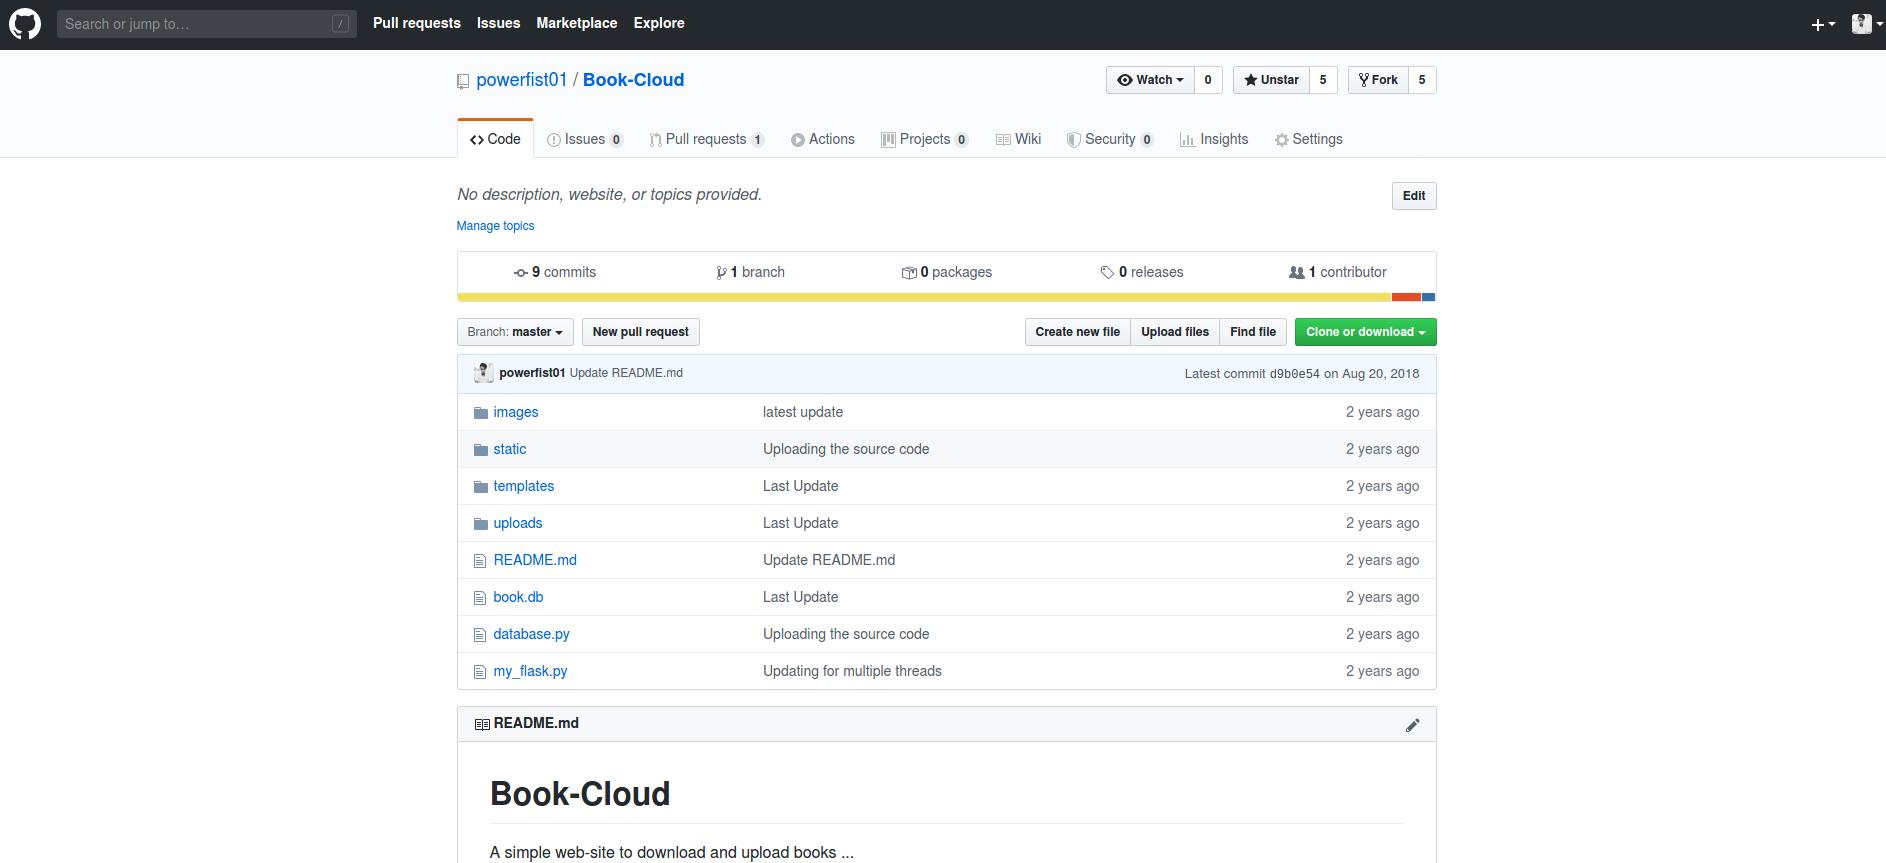 Search or jump to… / Pull requests Issues Marketplace Explore
powerfist01 / Book-Cloud Watch 0 Unstar 5 Fork 5
Code Issues 0 Pull requests 1 Actions Projects 0 Wiki Security 0 Insights Settings
No description, website, or topics provided. Edit
Manage topics
9 commits 1 branch 0 packages 0 releases 1 contributor
Branch: master New pull request Create new file Upload files Find file Clone or download
powerfist01 Update README.md Latest commit d9b0e54 on Aug 20, 2018
images latest update 2 years ago
static Uploading the source code 2 years ago
templates Last Update 2 years ago
uploads Last Update 2 years ago
README.md Update README.md 2 years ago
book.db Last Update 2 years ago
database.py Uploading the source code 2 years ago
my_flask.py Updating for multiple threads 2 years ago
README.md
Book-Cloud
A simple web-site to download and upload books ...